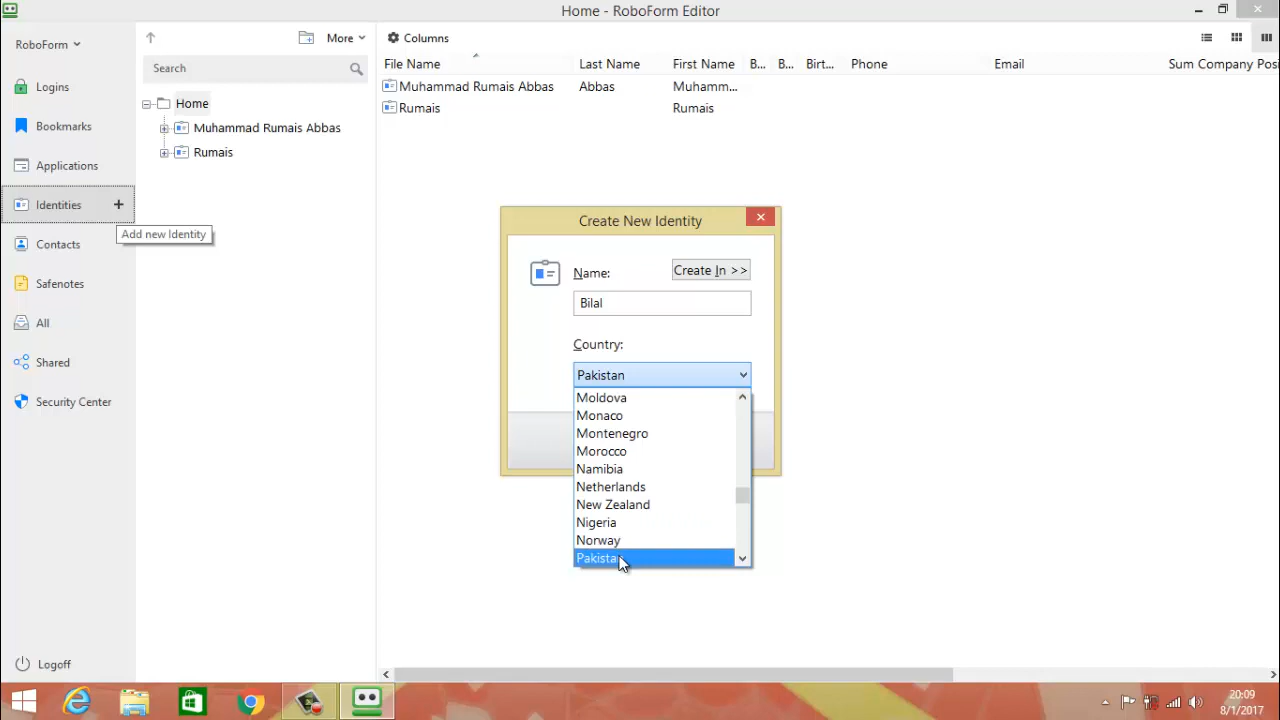 Home - RoboForm Editor
RoboForm
More
Columns
Search
File Name
Last Name
First Name
B...
B...
Birt...
Phone
Email
Sum Company Posi
Muhammad Rumais Abbas
Abbas
Muhamm...
Rumais
Rumais
Home
Muhammad Rumais Abbas
Rumais
Logins
Bookmarks
Applications
Identities
+
Add new Identity
Contacts
Safenotes
All
Shared
Security Center
Logoff
Create New Identity
Name:
Create In >>
Bilal
Country:
Pakistan
Moldova
Monaco
Montenegro
Morocco
Namibia
Netherlands
New Zealand
Nigeria
Norway
Pakistan
20:09
8/1/2017